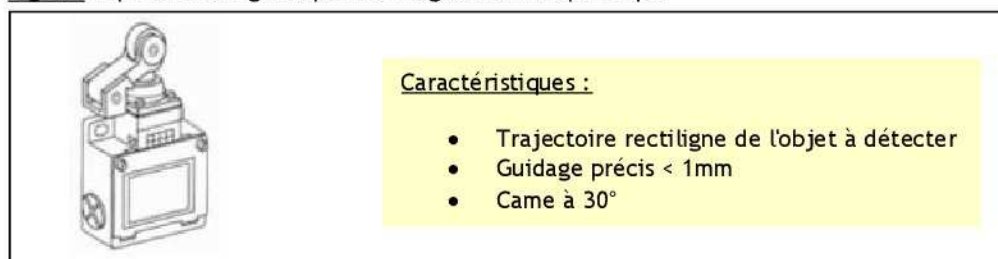 Caractéristiques :
• Trajectoire rectiligne de l'objet à détecter
• Guidage précis < 1mm
• Came à 30°